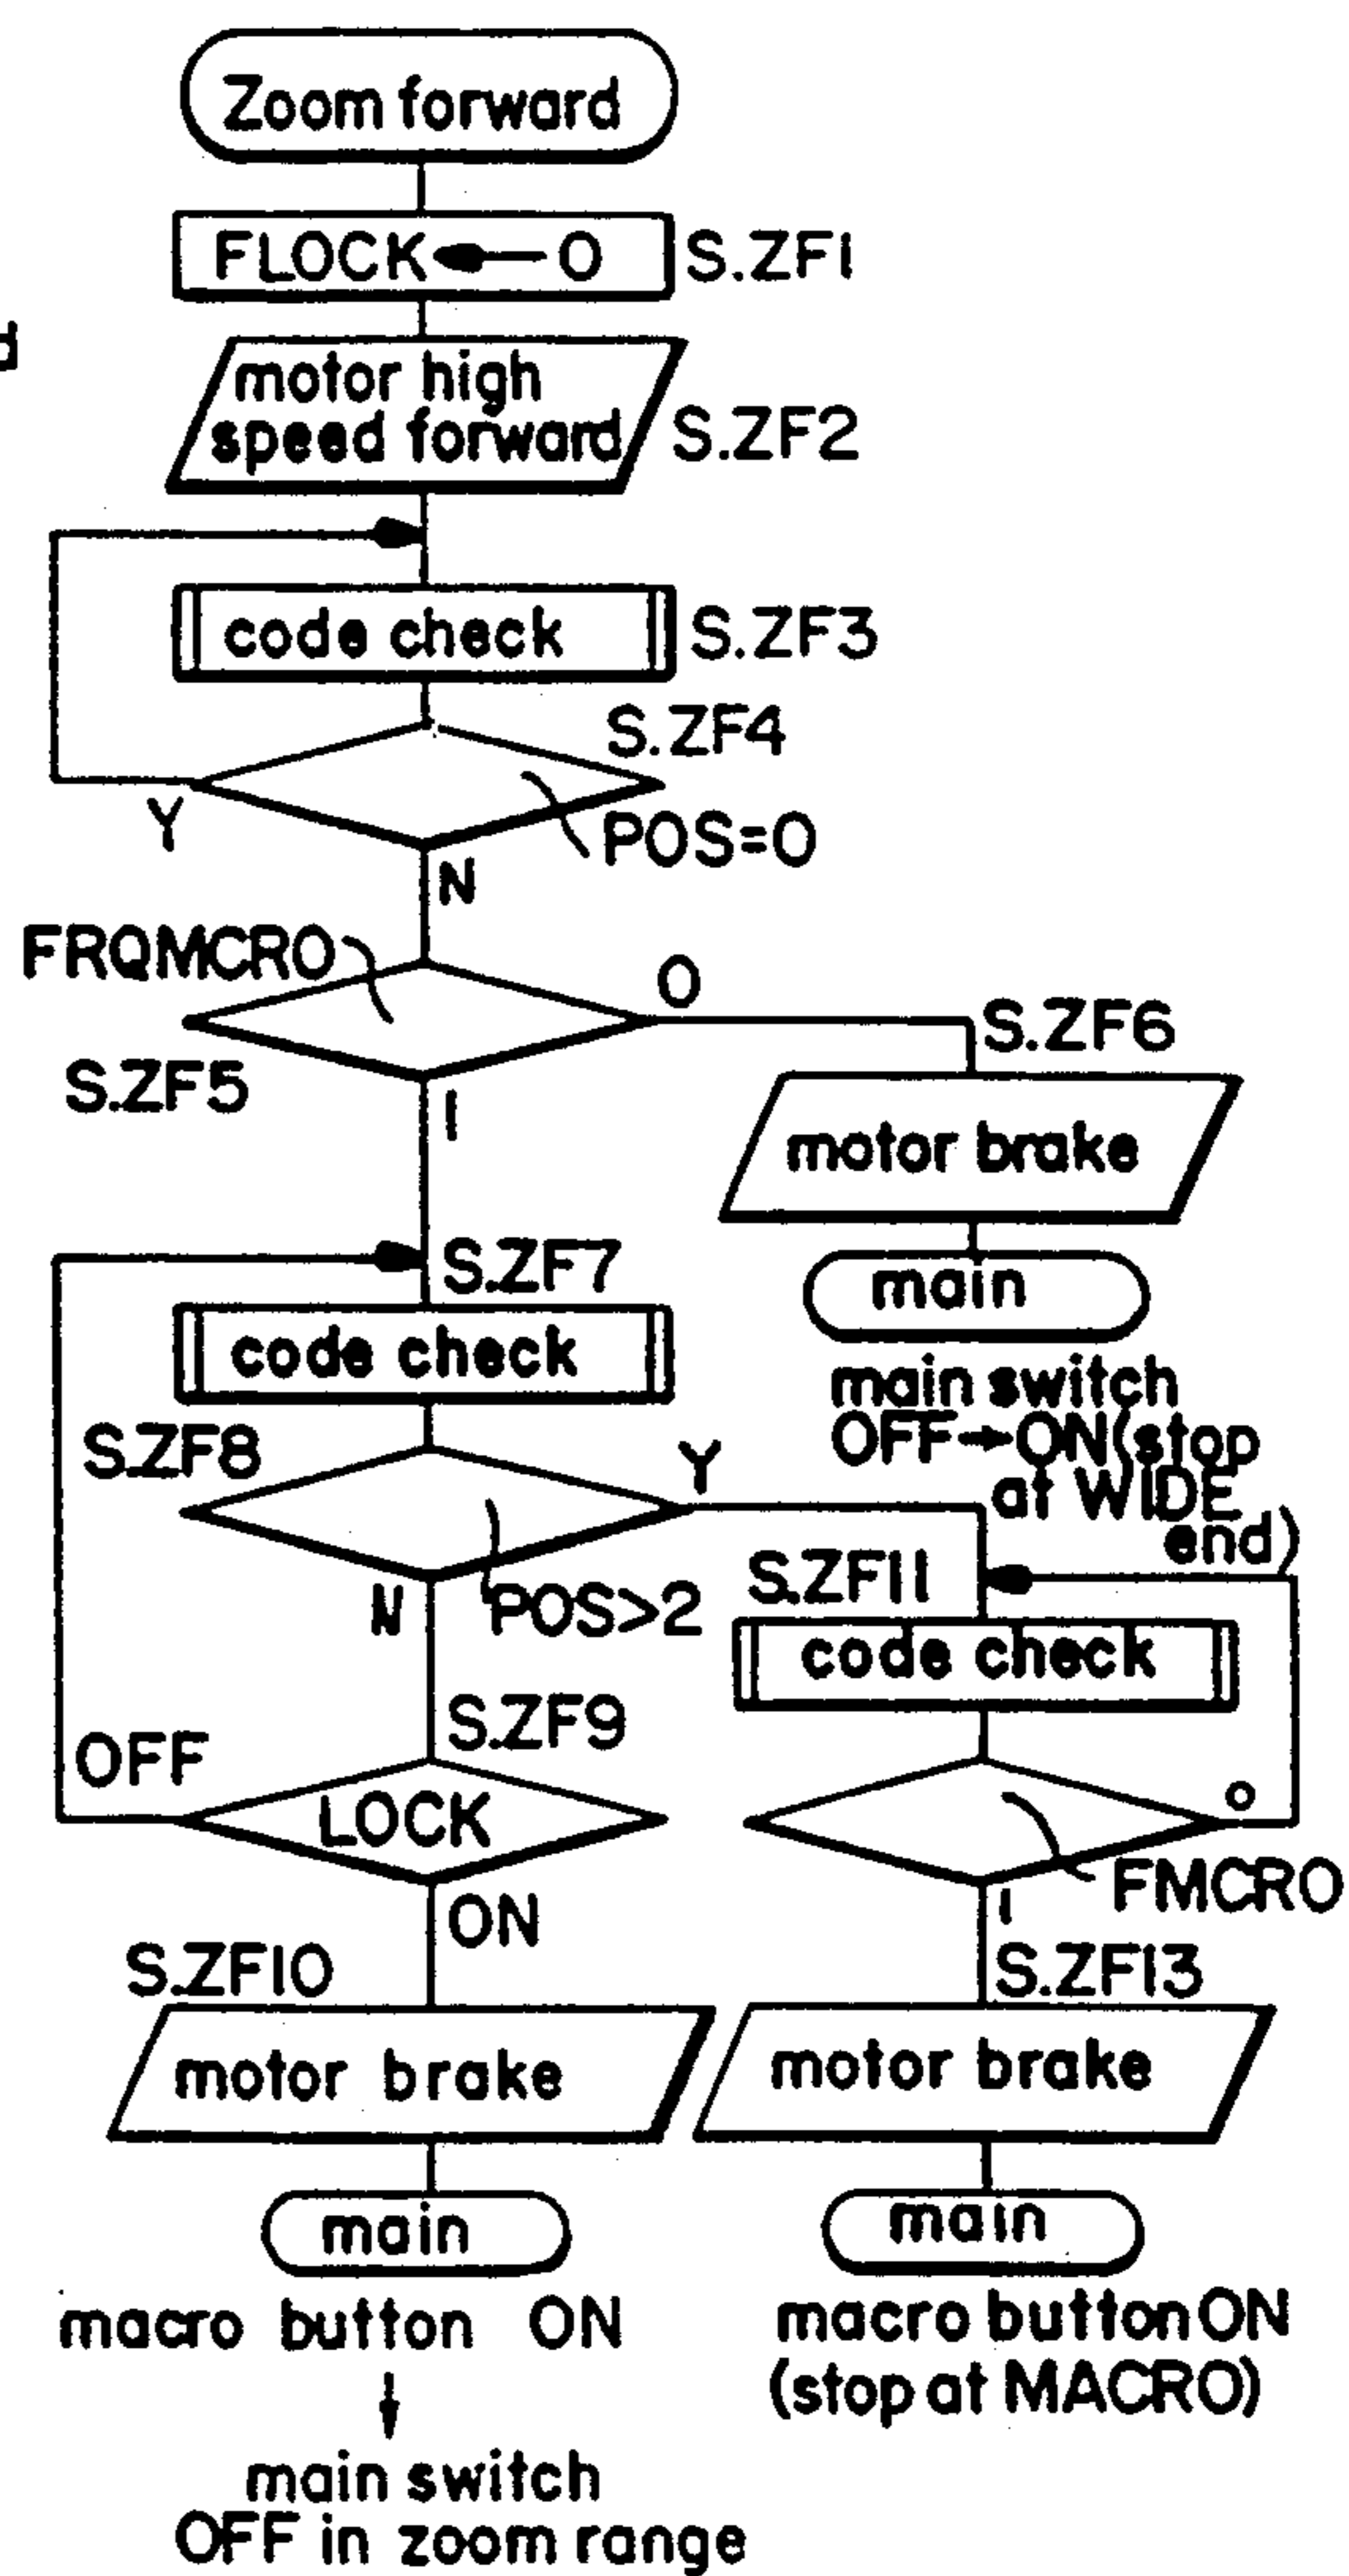 Zoom forward
FLOCK ← 0
S.ZF1
d
motor high
speed forward
S.ZF2
code check
S.ZF3
S.ZF4
Y
POS=0
N
FRQMCRO
0
S.ZF5
1
S.ZF6
motor brake
main
main switch
OFF→ON(stop
at WIDE
end)
S.ZF7
code check
S.ZF8
Y
N
POS>2
S.ZF11
code check
S.ZF9
OFF
LOCK
ON
0
FMCRO
1
S.ZF10
motor brake
main
macro button ON
↓
main switch
OFF in zoom range
S.ZF13
motor brake
main
macro button ON
(stop at MACRO)